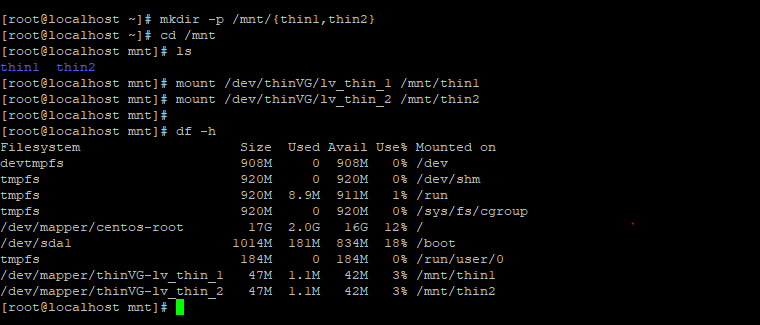 [root@localhost ~]# mkdir -p /mnt/{thin1,thin2}
[root@localhost ~]# cd /mnt
[root@localhost mnt]# ls
thin1  thin2
[root@localhost mnt]# mount /dev/thinVG/lv_thin_1 /mnt/thin1
[root@localhost mnt]# mount /dev/thinVG/lv_thin_2 /mnt/thin2
[root@localhost mnt]#
[root@localhost mnt]# df -h
Filesystem                    Size  Used Avail Use% Mounted on
devtmpfs                      908M     0  908M   0% /dev
tmpfs                         920M     0  920M   0% /dev/shm
tmpfs                         920M  8.9M  911M   1% /run
tmpfs                         920M     0  920M   0% /sys/fs/cgroup
/dev/mapper/centos-root        17G  2.0G   16G  12% /
/dev/sda1                    1014M  181M  834M  18% /boot
tmpfs                         184M     0  184M   0% /run/user/0
/dev/mapper/thinVG-lv_thin_1   47M  1.1M   42M   3% /mnt/thin1
/dev/mapper/thinVG-lv_thin_2   47M  1.1M   42M   3% /mnt/thin2
[root@localhost mnt]#